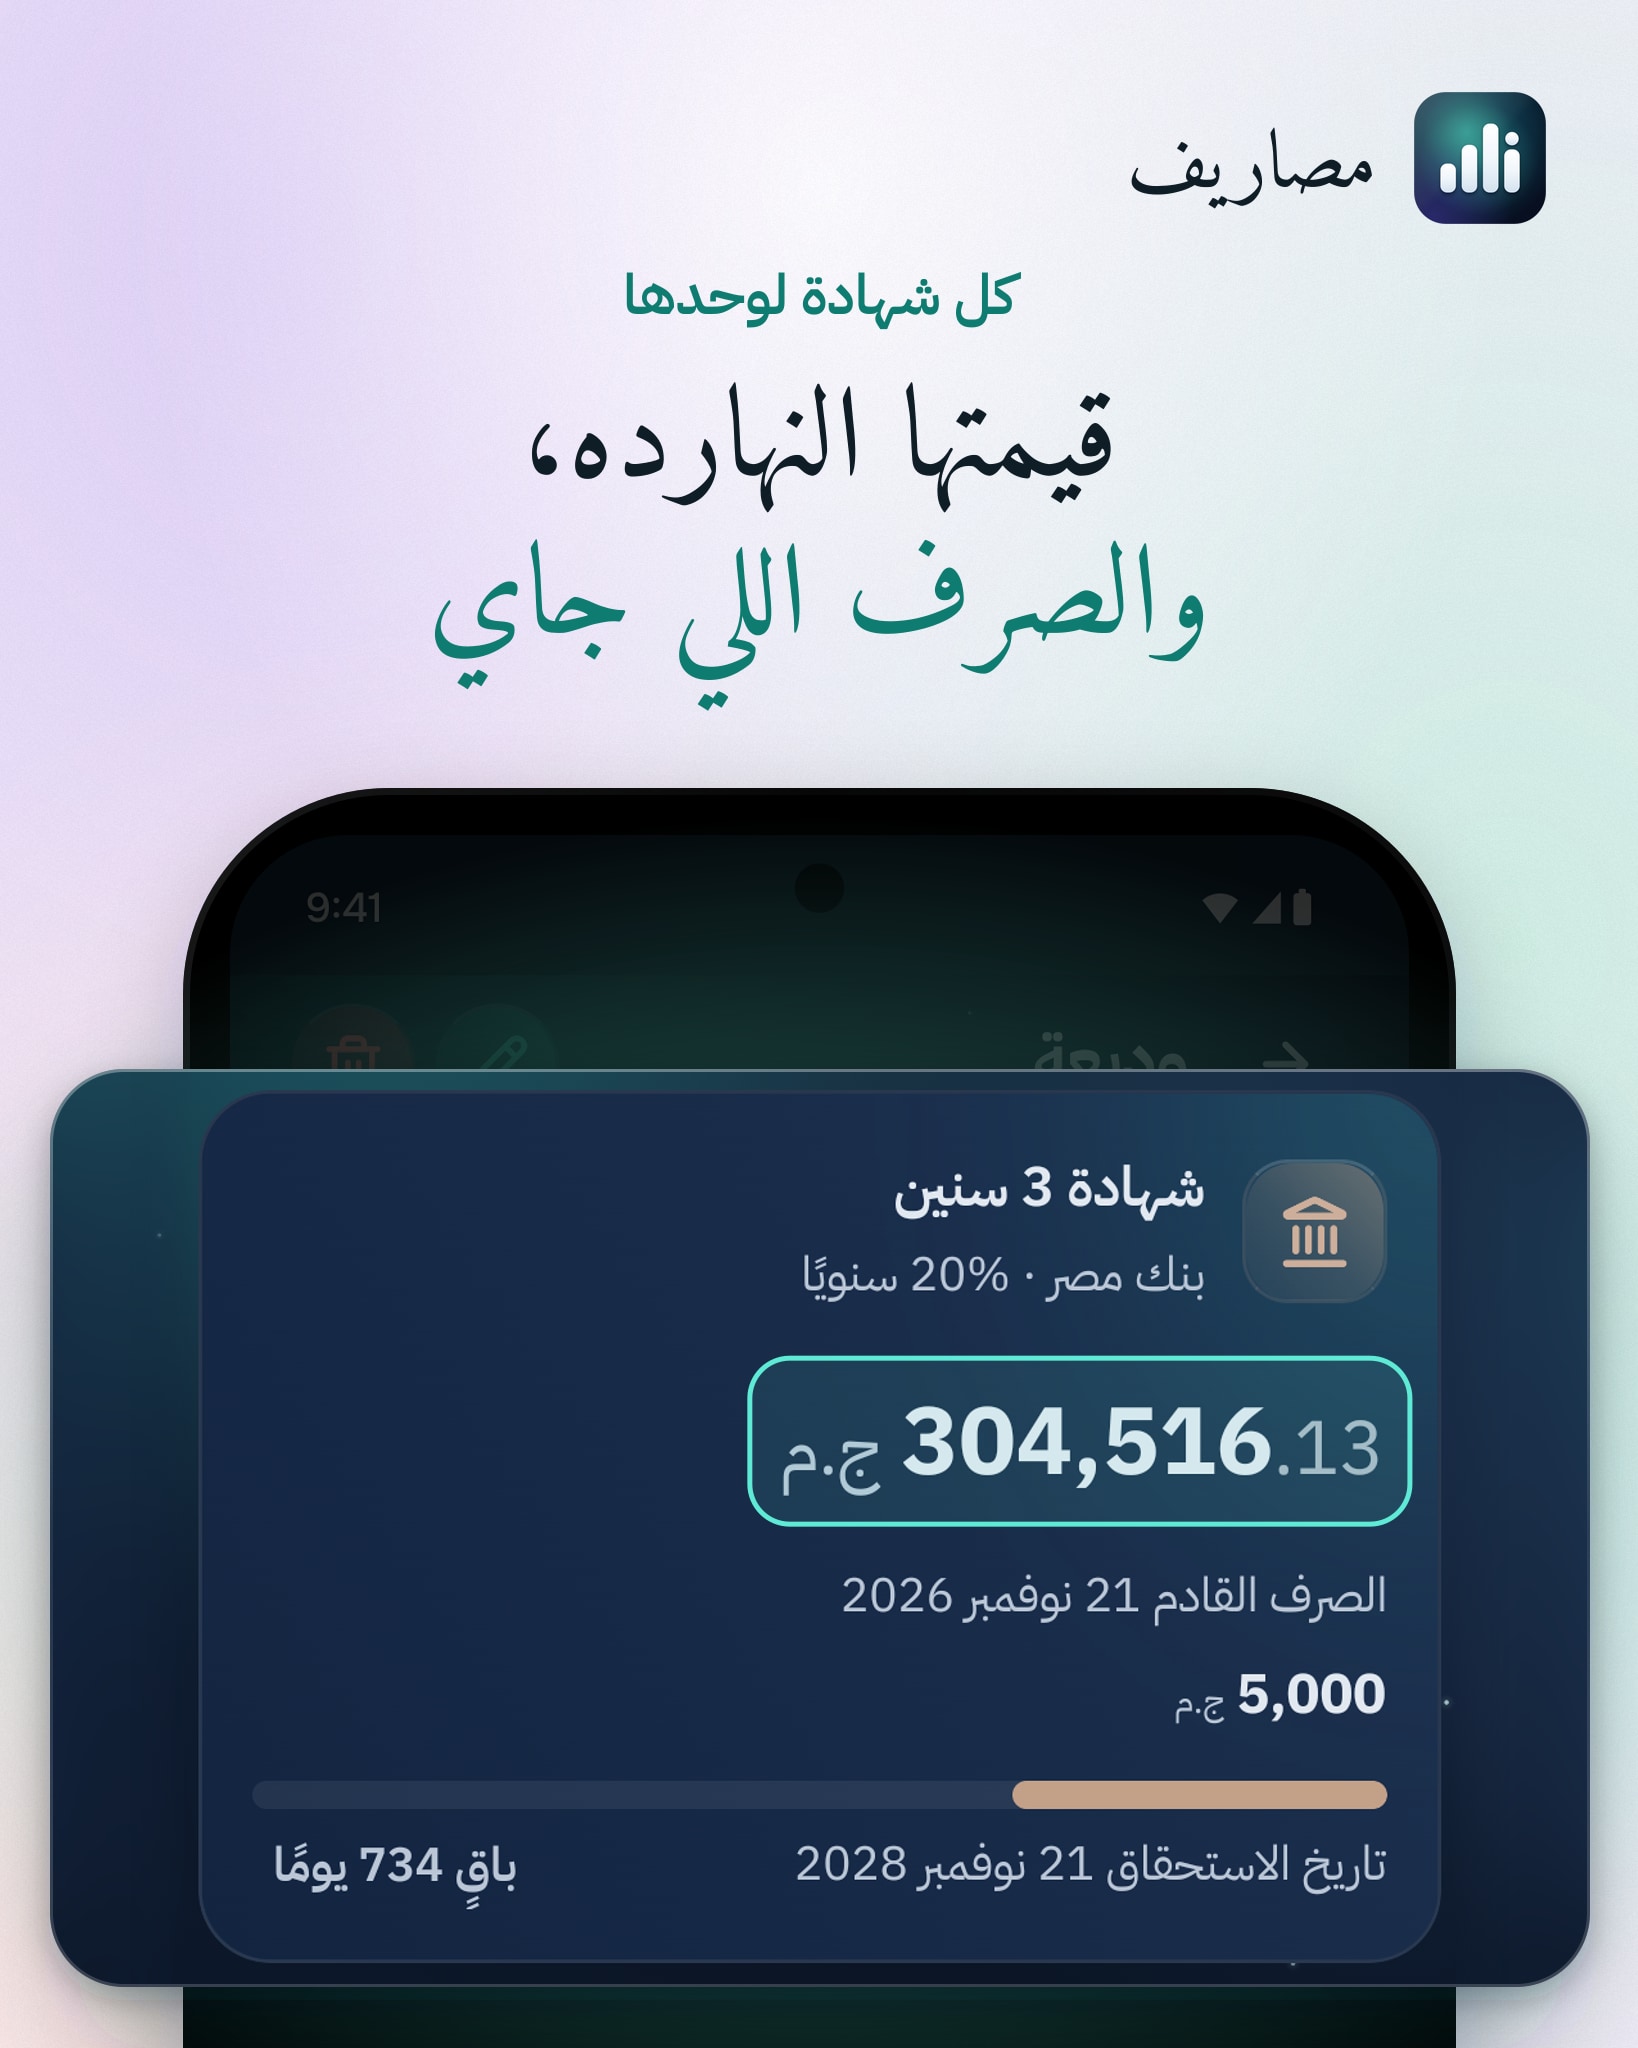 مصاريف
كل شهادة لوحدها
قيمتها النهارده،
والصرف اللي جاي
9:41
وديعة
شهادة 3 سنين
بنك مصر · 20% سنويًا
304,516.13 ج.م
الصرف القادم 21 نوفمبر 2026
5,000 ج.م
تاريخ الاستحقاق 21 نوفمبر 2028
باقٍ 734 يومًا